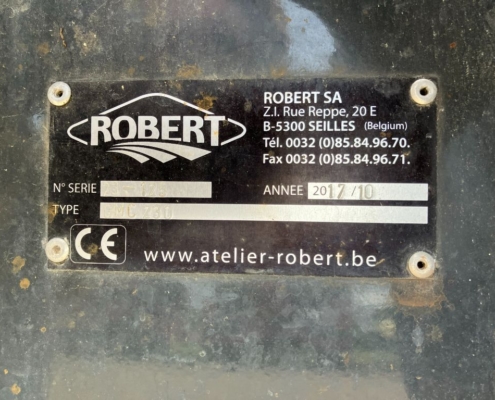 ROBERT
ROBERT SA
Z.I. Rue Reppe, 20 E
B-5300 SEILLES (Belgium)
Tél. 0032 (0)85.84.96.70.
Fax 0032 (0)85.84.96.71.
N° SERIE
ANNEE 2017/10
TYPE
CE
www.atelier-robert.be